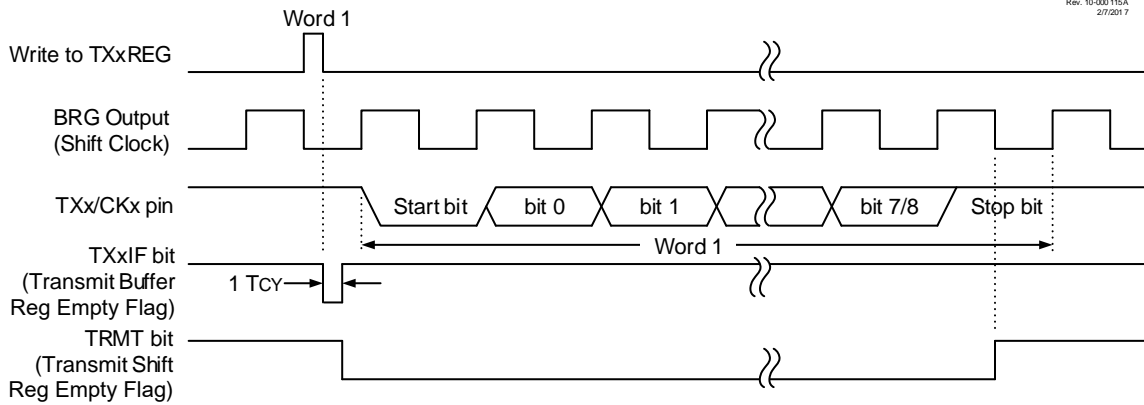 Rev. 10-000 115A
2/7/201 7
Word 1
Write to TXxREG
BRG Output
(Shift Clock)
TXx/CKx pin
Start bit
bit 0
bit 1
bit 7/8
Stop bit
Word 1
TXxIF bit
(Transmit Buffer
Reg Empty Flag)
1 TCY
TRMT bit
(Transmit Shift
Reg Empty Flag)